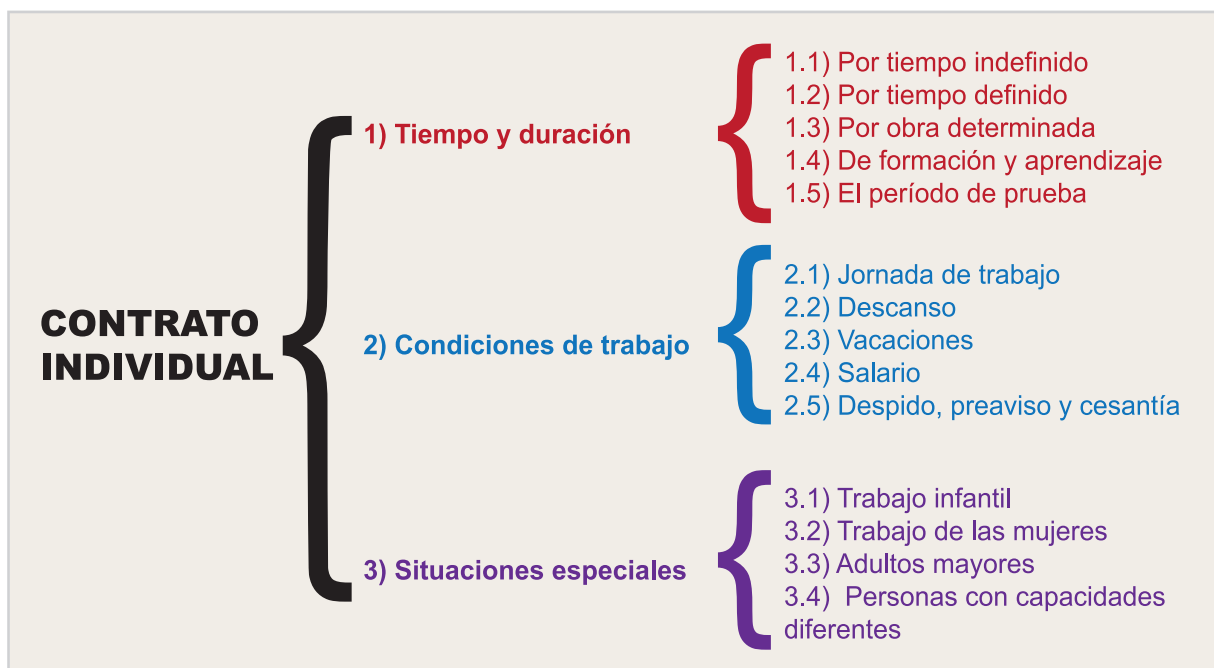 CONTRATO
INDIVIDUAL
1) Tiempo y duración
1.1) Por tiempo indefinido
1.2) Por tiempo definido
1.3) Por obra determinada
1.4) De formación y aprendizaje
1.5) El período de prueba
2) Condiciones de trabajo
2.1) Jornada de trabajo
2.2) Descanso
2.3) Vacaciones
2.4) Salario
2.5) Despido, preaviso y cesantía
3) Situaciones especiales
3.1) Trabajo infantil
3.2) Trabajo de las mujeres
3.3) Adultos mayores
3.4) Personas con capacidades
diferentes